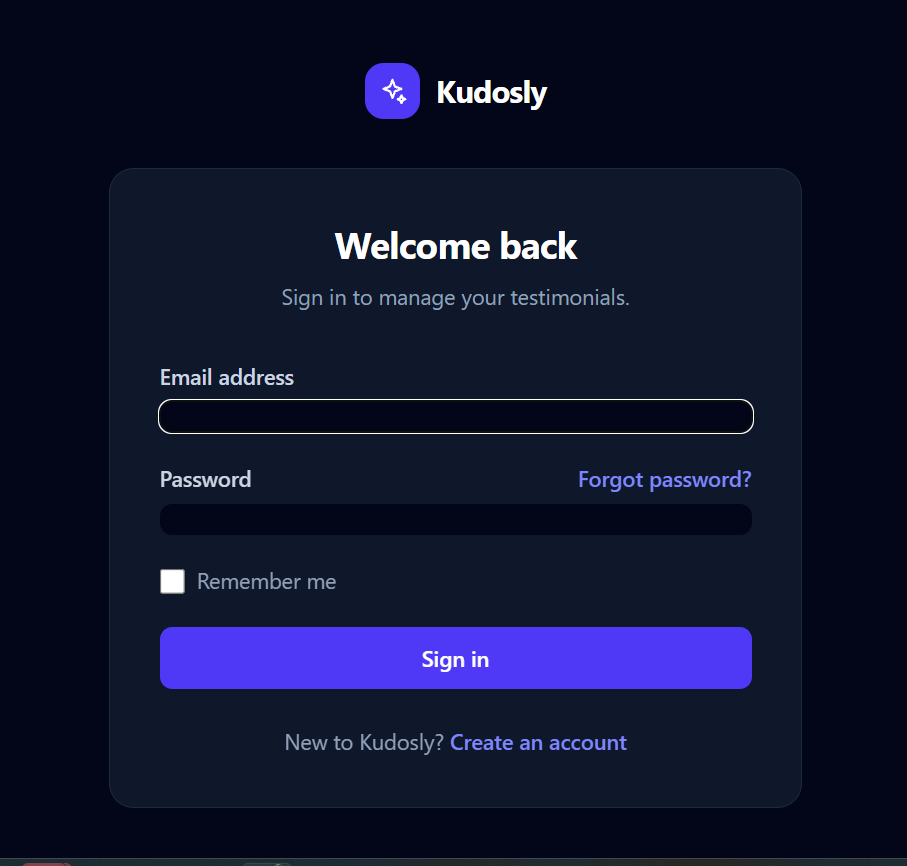 Kudosly
Welcome back
Sign in to manage your testimonials.
Email address
Password Forgot password?
Remember me
Sign in
New to Kudosly? Create an account